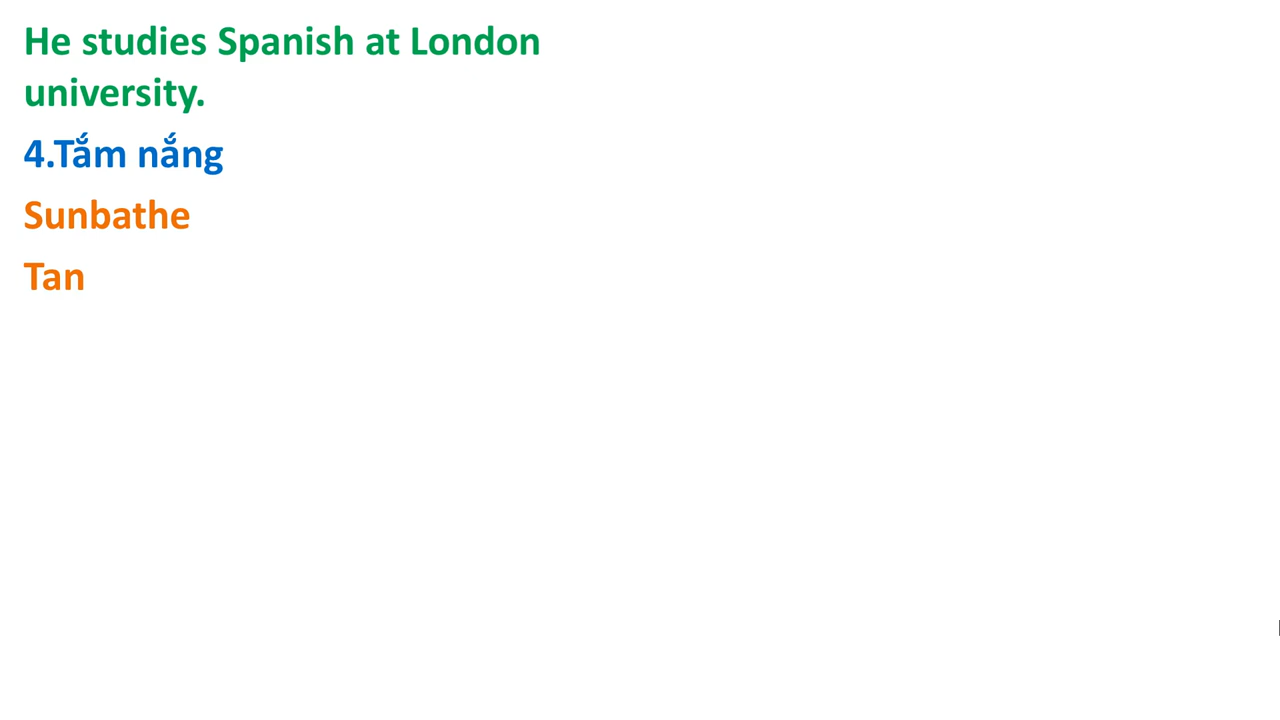 He studies Spanish at London
university.
4.Tắm nắng
Sunbathe
Tan